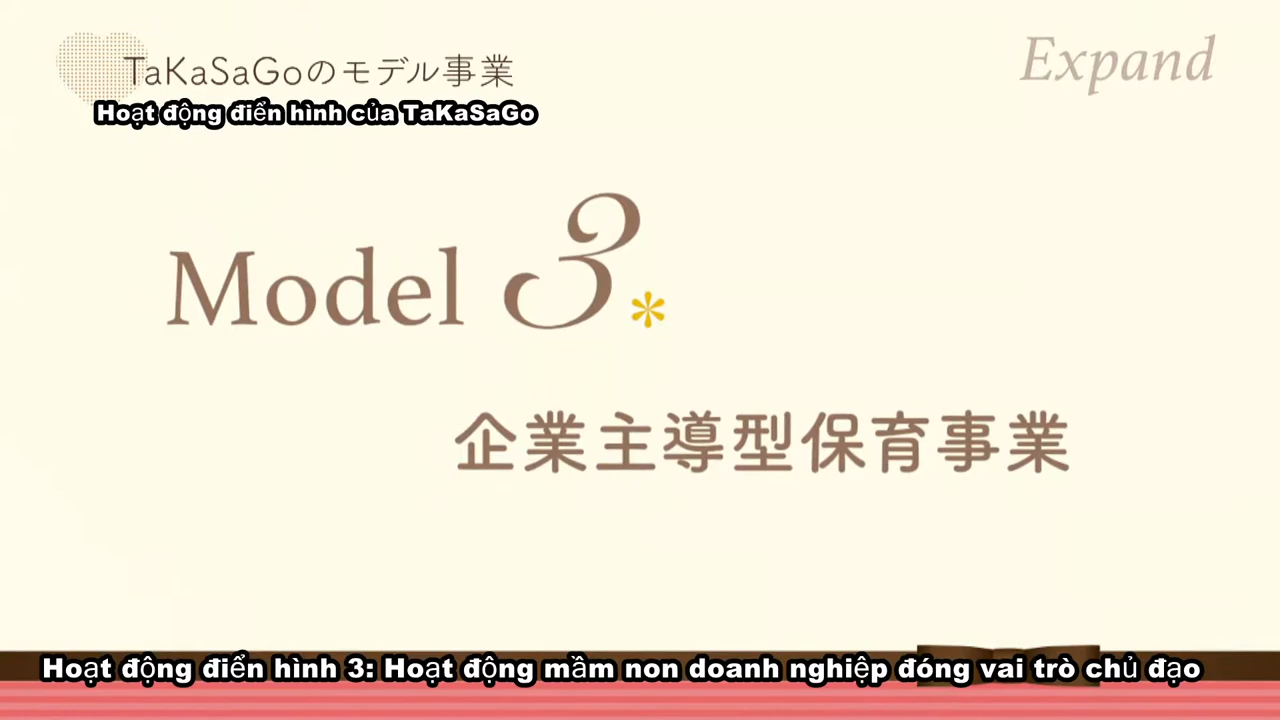 TaKaSaGoのモデル事業
Expand
Hoạt động điển hình của TaKaSaGo
Model 3*
企業主導型保育事業
Hoạt động điển hình 3: Hoạt động mầm non doanh nghiệp đóng vai trò chủ đạo